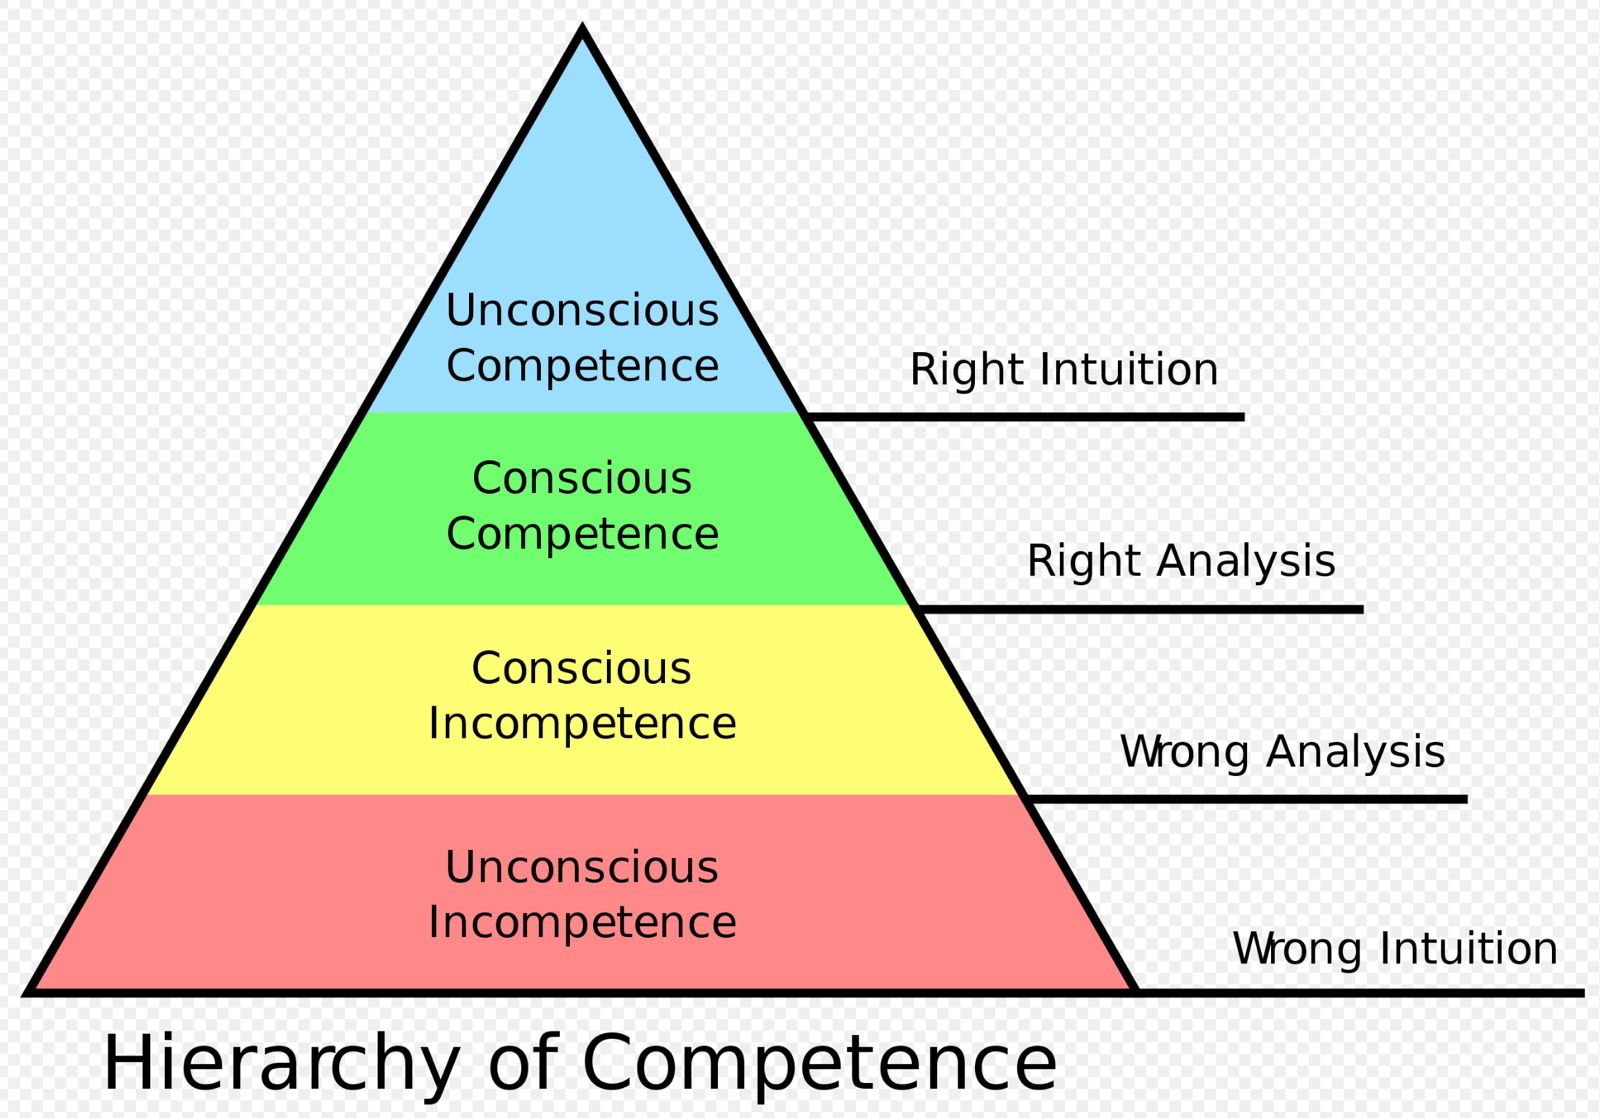 Unconscious
Competence
Right Intuition
Conscious
Competence
Right Analysis
Conscious
Incompetence
Wrong Analysis
Unconscious
Incompetence
Wrong Intuition
Hierarchy of Competence